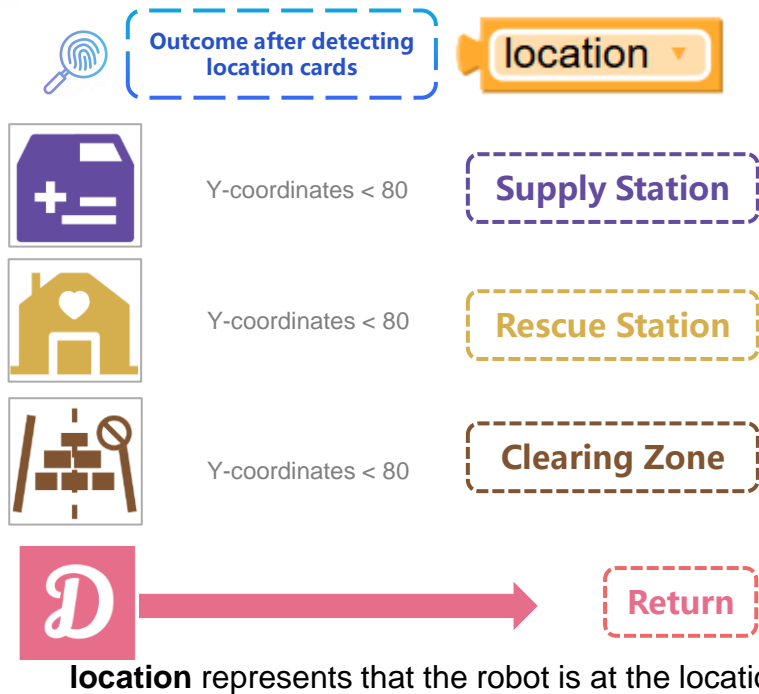 Outcome after detecting
location cards
location
Y-coordinates < 80
Supply Station
Y-coordinates < 80
Rescue Station
Y-coordinates < 80
Clearing Zone
D
Return
location represents that the robot is at the